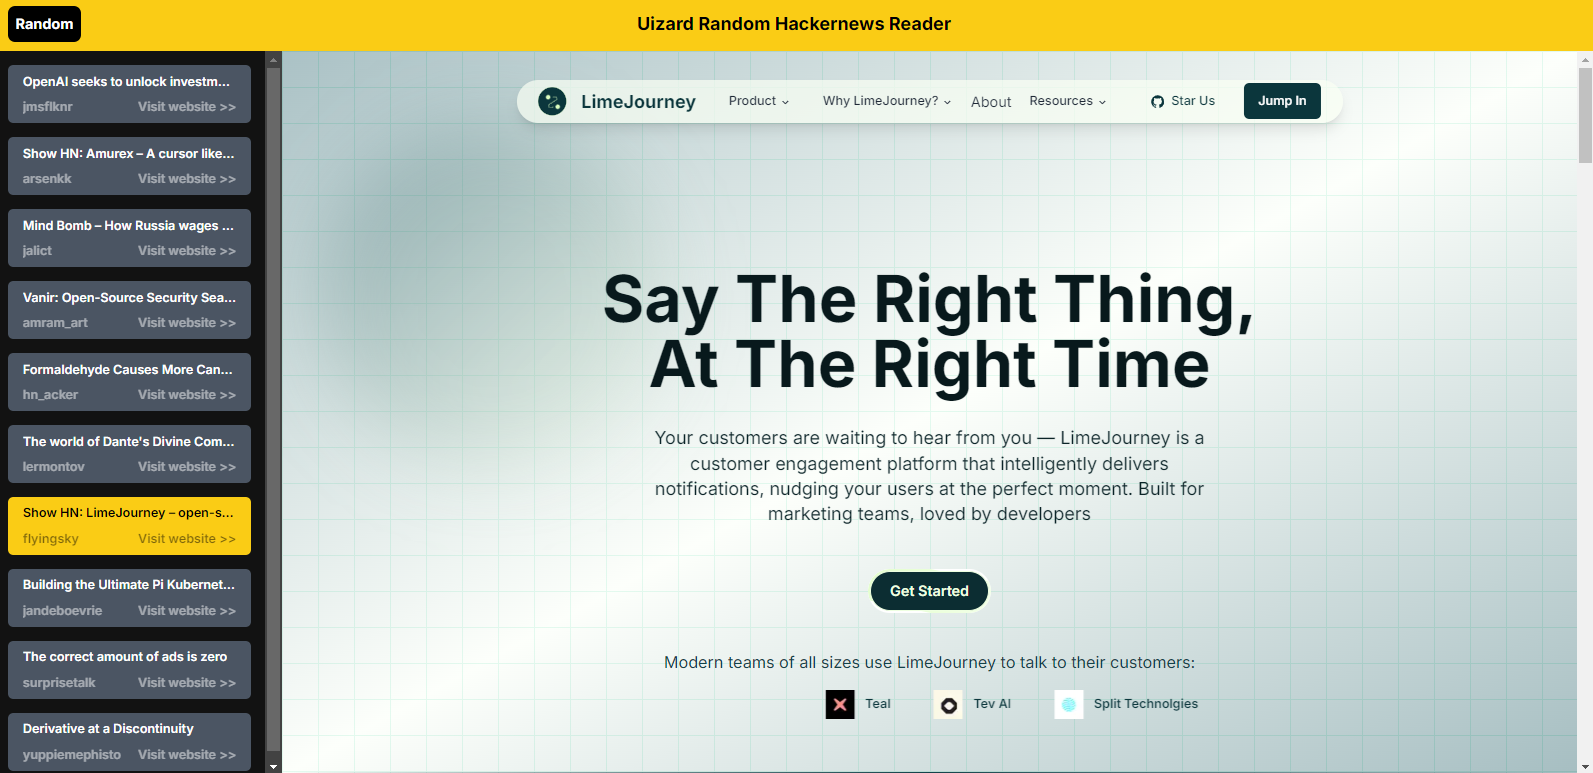 Random
Uizard Random Hackernews Reader
OpenAI seeks to unlock investm...
jmsflknr Visit website >>
Show HN: Amurex – A cursor like...
arsenkk Visit website >>
Mind Bomb – How Russia wages ...
jalict Visit website >>
Vanir: Open-Source Security Sea...
amram_art Visit website >>
Formaldehyde Causes More Can...
hn_acker Visit website >>
The world of Dante's Divine Com...
lermontov Visit website >>
Show HN: LimeJourney – open-s...
flyingsky Visit website >>
Building the Ultimate Pi Kubernet...
jandeboevrie Visit website >>
The correct amount of ads is zero
surprisetalk Visit website >>
Derivative at a Discontinuity
yuppiemephisto Visit website >>
LimeJourney Product Why LimeJourney? About Resources Star Us Jump In
Say The Right Thing,
At The Right Time
Your customers are waiting to hear from you — LimeJourney is a
customer engagement platform that intelligently delivers
notifications, nudging your users at the perfect moment. Built for
marketing teams, loved by developers
Get Started
Modern teams of all sizes use LimeJourney to talk to their customers:
Teal Tev AI Split Technolgies